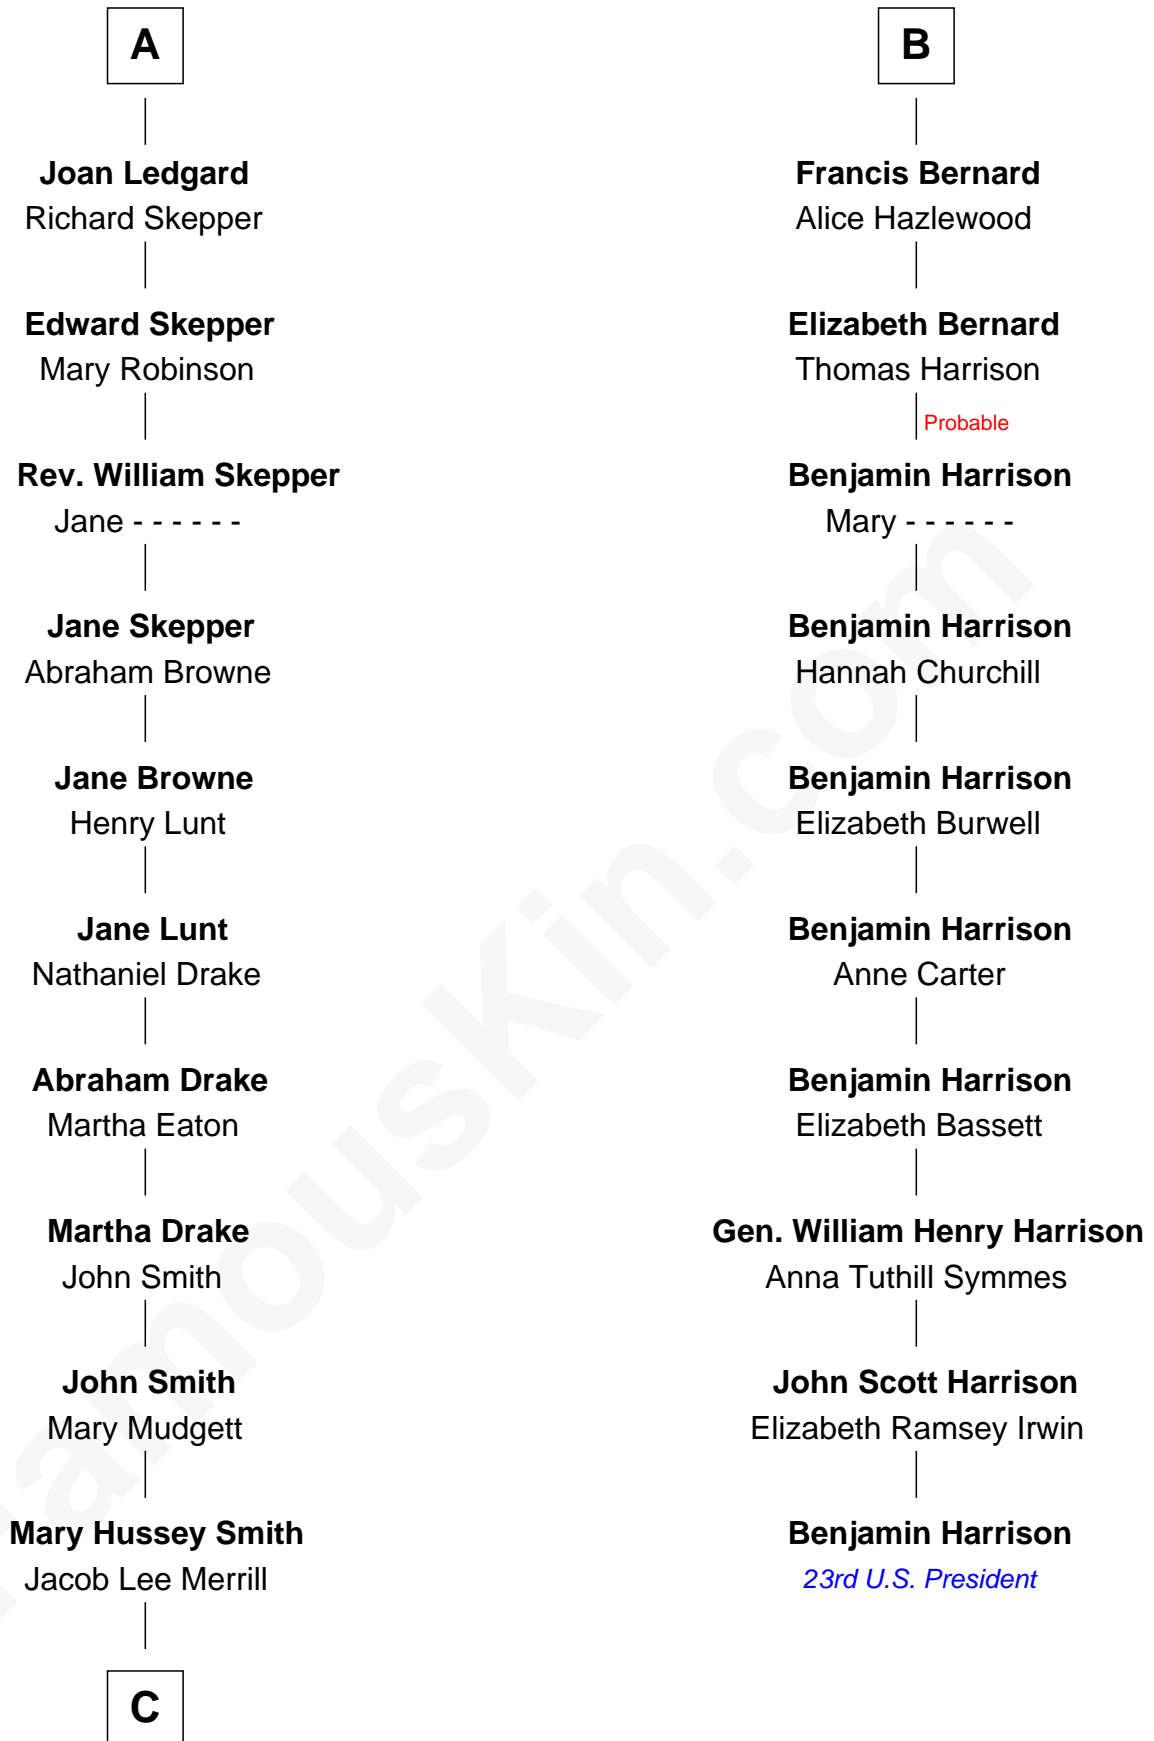 A
Joan Ledgard
Richard Skepper
Edward Skepper
Mary Robinson
Rev. William Skepper
Jane - - - - - -
Jane Skepper
Abraham Browne
Jane Browne
Henry Lunt
Jane Lunt
Nathaniel Drake
Abraham Drake
Martha Eaton
Martha Drake
John Smith
John Smith
Mary Mudgett
Mary Hussey Smith
Jacob Lee Merrill
C
B
Francis Bernard
Alice Hazlewood
Elizabeth Bernard
Thomas Harrison
Probable
Benjamin Harrison
Mary - - - - - -
Benjamin Harrison
Hannah Churchill
Benjamin Harrison
Elizabeth Burwell
Benjamin Harrison
Anne Carter
Benjamin Harrison
Elizabeth Bassett
Gen. William Henry Harrison
Anna Tuthill Symmes
John Scott Harrison
Elizabeth Ramsey Irwin
Benjamin Harrison
23rd U.S. President
FamousKin.com